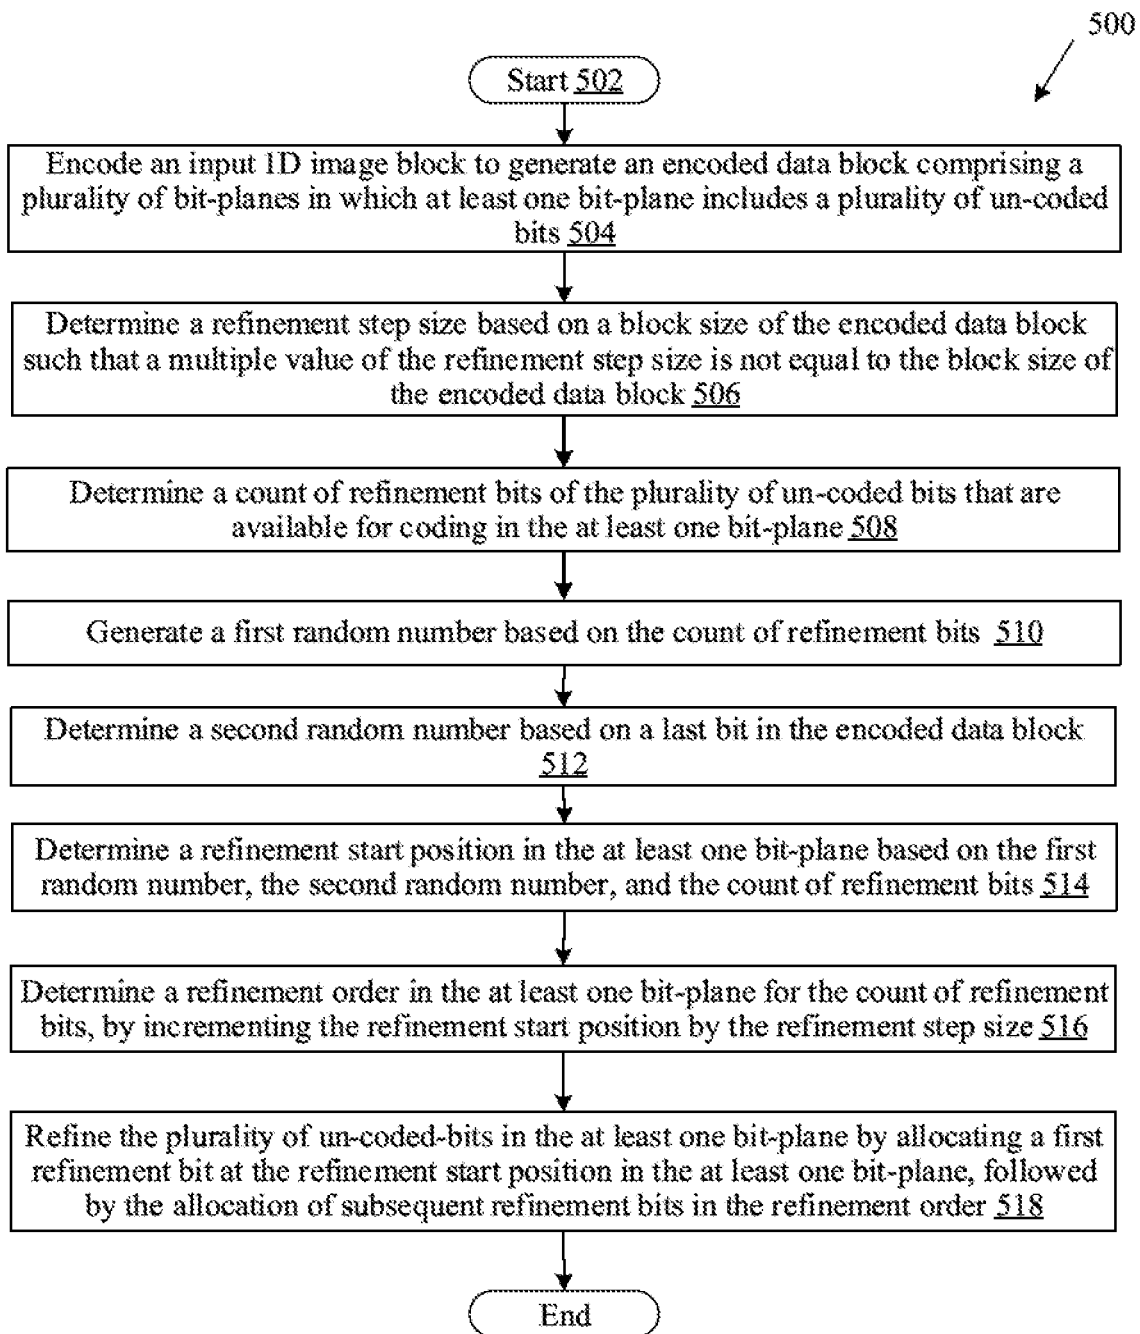 500
Start 502
Encode an input 1D image block to generate an encoded data block comprising a
plurality of bit-planes in which at least one bit-plane includes a plurality of un-coded
bits 504
Determine a refinement step size based on a block size of the encoded data block
such that a multiple value of the refinement step size is not equal to the block size of
the encoded data block 506
Determine a count of refinement bits of the plurality of un-coded bits that are
available for coding in the at least one bit-plane 508
Generate a first random number based on the count of refinement bits 510
Determine a second random number based on a last bit in the encoded data block
512
Determine a refinement start position in the at least one bit-plane based on the first
random number, the second random number, and the count of refinement bits 514
Determine a refinement order in the at least one bit-plane for the count of refinement
bits, by incrementing the refinement start position by the refinement step size 516
Refine the plurality of un-coded-bits in the at least one bit-plane by allocating a first
refinement bit at the refinement start position in the at least one bit-plane, followed
by the allocation of subsequent refinement bits in the refinement order 518
End